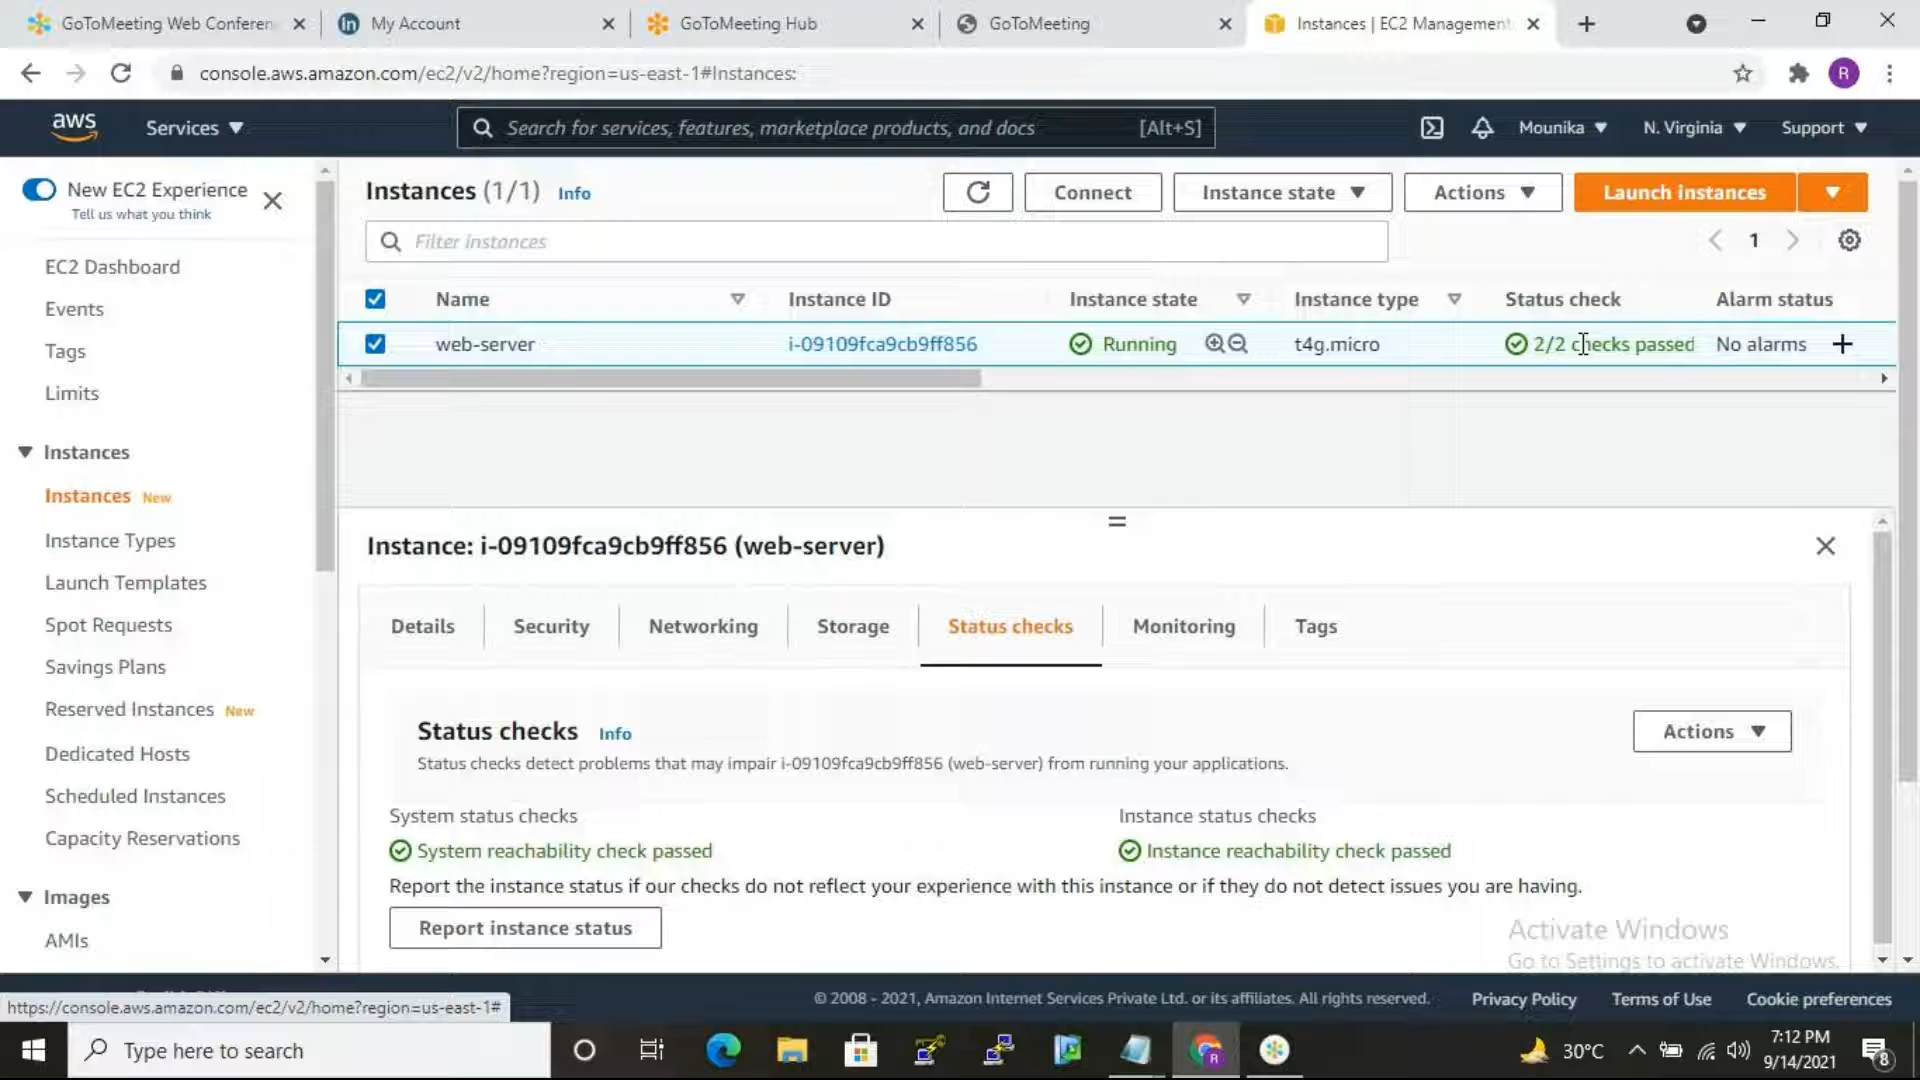 GoToMeeting Web Conferen
My Account
GoToMeeting Hub
GoToMeeting
Instances | EC2 Management
console.aws.amazon.com/ec2/v2/home?region=us-east-1#Instances:
R
aws
Services
Search for services, features, marketplace products, and docs
[Alt+S]
Mounika
N. Virginia
Support
New EC2 Experience
Tell us what you think
EC2 Dashboard
Events
Tags
Limits
Instances
Instances New
Instance Types
Launch Templates
Spot Requests
Savings Plans
Reserved Instances New
Dedicated Hosts
Scheduled Instances
Capacity Reservations
Images
AMIs
Instances (1/1) Info
Connect
Instance state
Actions
Launch instances
Filter instances
1
Name
Instance ID
Instance state
Instance type
Status check
Alarm status
web-server
i-09109fca9cb9ff856
Running
t4g.micro
2/2 checks passed
No alarms
Instance: i-09109fca9cb9ff856 (web-server)
Details
Security
Networking
Storage
Status checks
Monitoring
Tags
Status checks Info
Actions
Status checks detect problems that may impair i-09109fca9cb9ff856 (web-server) from running your applications.
System status checks
System reachability check passed
Instance status checks
Instance reachability check passed
Report the instance status if our checks do not reflect your experience with this instance or if they do not detect issues you are having.
Report instance status
Activate Windows
Go to Settings to activate Windows.
https://console.aws.amazon.com/ec2/v2/home?region=us-east-1#
© 2008 - 2021, Amazon Internet Services Private Ltd. or its affiliates. All rights reserved.
Privacy Policy
Terms of Use
Cookie preferences
Type here to search
R
30°C
7:12 PM
9/14/2021
8